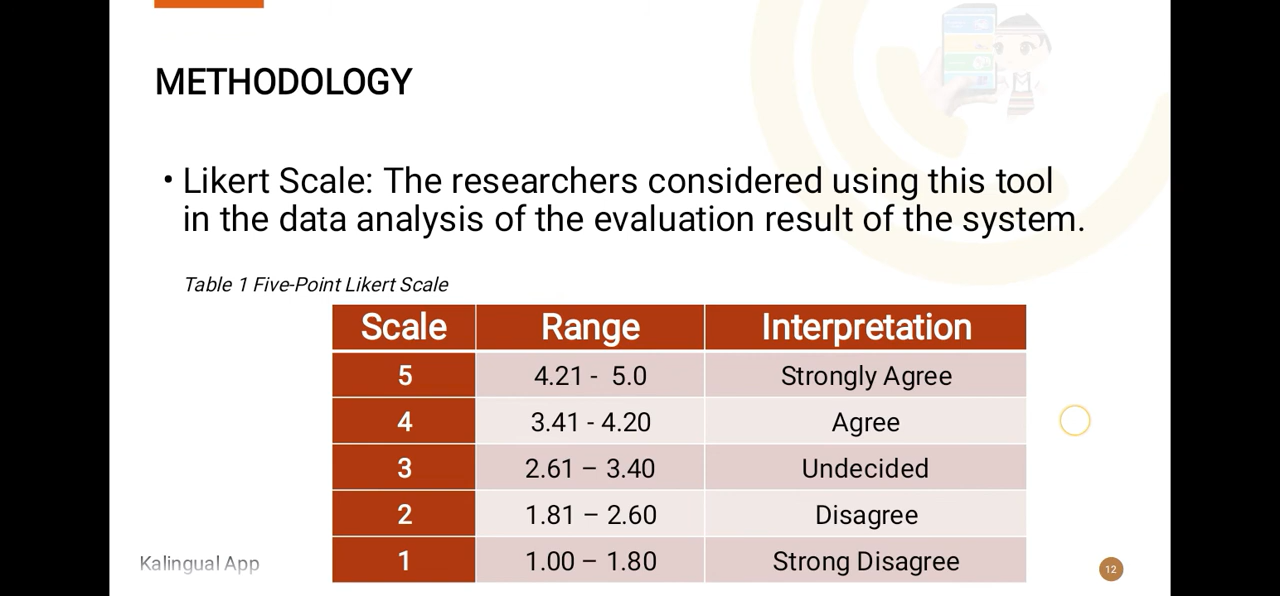 METHODOLOGY
• Likert Scale: The researchers considered using this tool
in the data analysis of the evaluation result of the system.
Table 1 Five-Point Likert Scale
Scale Range Interpretation
5 4.21 - 5.0 Strongly Agree
4 3.41 - 4.20 Agree
3 2.61 – 3.40 Undecided
2 1.81 – 2.60 Disagree
1 1.00 – 1.80 Strong Disagree
Kalingual App
12